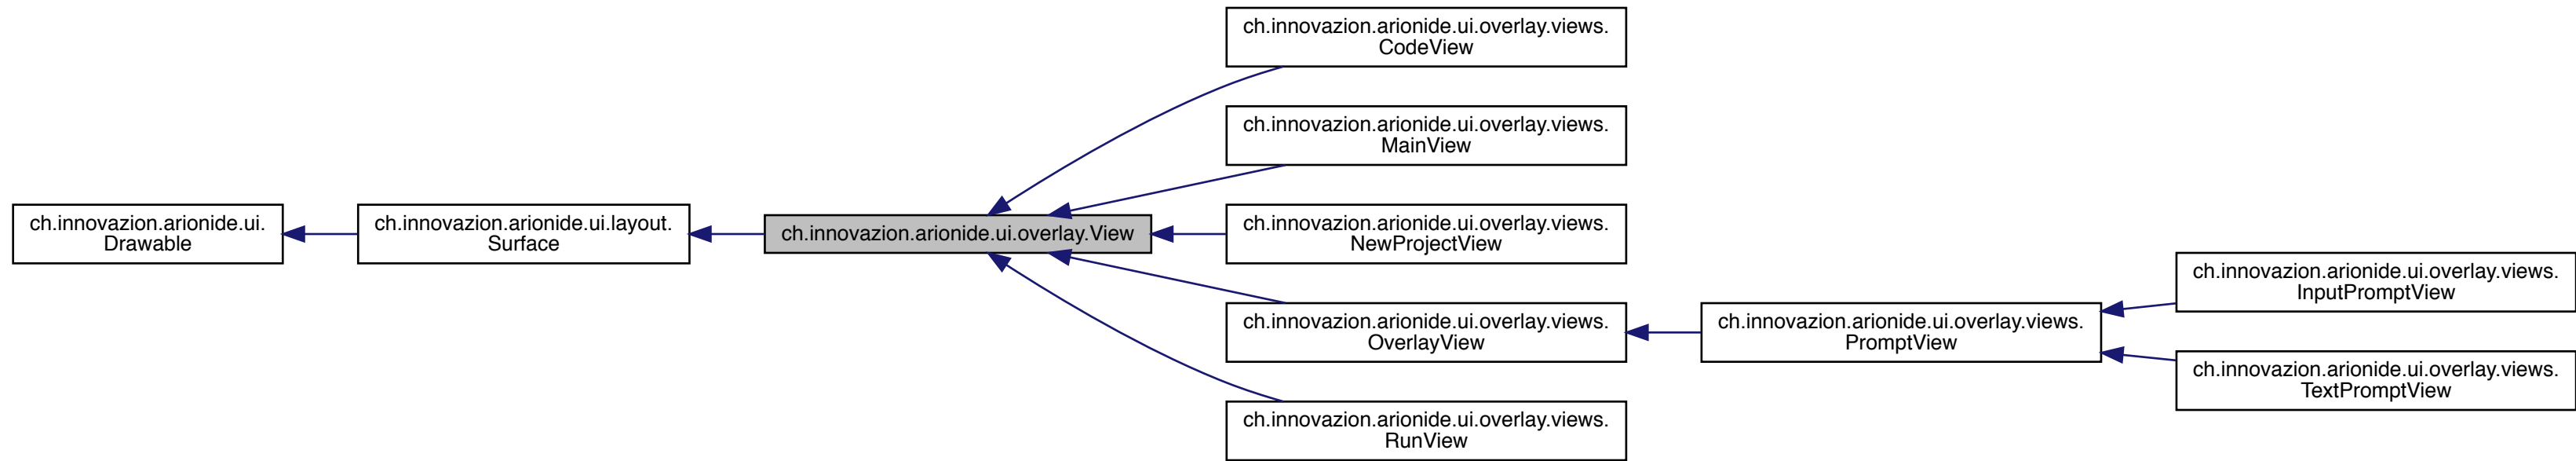 ch.innovazion.arionide.ui.
Drawable
ch.innovazion.arionide.ui.layout.
Surface
ch.innovazion.arionide.ui.overlay.View
ch.innovazion.arionide.ui.overlay.views.
CodeView
ch.innovazion.arionide.ui.overlay.views.
MainView
ch.innovazion.arionide.ui.overlay.views.
NewProjectView
ch.innovazion.arionide.ui.overlay.views.
OverlayView
ch.innovazion.arionide.ui.overlay.views.
RunView
ch.innovazion.arionide.ui.overlay.views.
PromptView
ch.innovazion.arionide.ui.overlay.views.
InputPromptView
ch.innovazion.arionide.ui.overlay.views.
TextPromptView